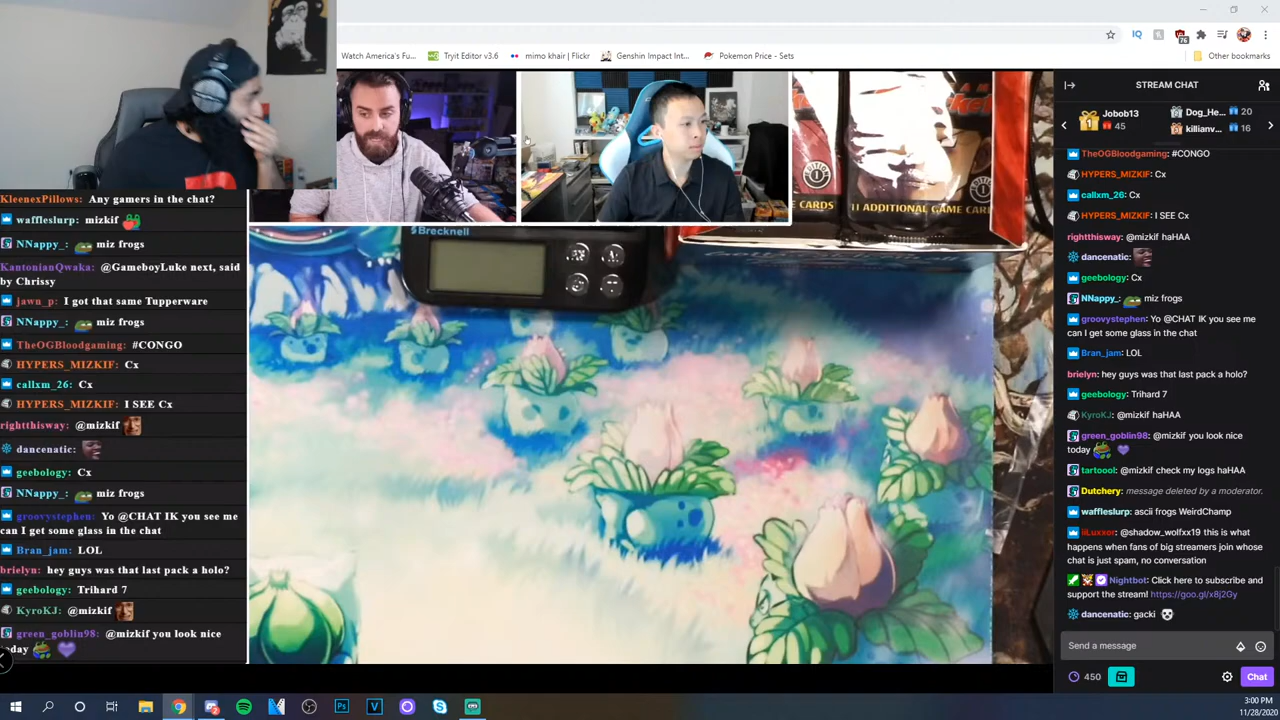 Watch America's Fu...
Tryit Editor v3.6
mimo khair | Flickr
Genshin Impact Int...
Pokemon Price - Sets
Other bookmarks
KleenexPillows: Any gamers in the chat?
waffleslurp: mizkif
NNappy_: miz frogs
KantonianQwaka: @GameboyLuke next, said
by Chrissy
jawn_p: I got that same Tupperware
NNappy_: miz frogs
TheOGBloodgaming: #CONGO
HYPERS_MIZKIF: Cx
callxm_26: Cx
HYPERS_MIZKIF: I SEE Cx
rightthisway: @mizkif
dancenatic:
geebology: Cx
NNappy_: miz frogs
groovystephen: Yo @CHAT IK you see me
can I get some glass in the chat
Bran_jam: LOL
brielyn: hey guys was that last pack a holo?
geebology: Trihard 7
KyroKJ: @mizkif
green_goblin98: @mizkif you look nice
today
Brecknell
EDITION
CARDS
11 ADDITIONAL GAME CAR
STREAM CHAT
Jobob13
45
Dog_He... 20
killianv... 16
TheOGBloodgaming: #CONGO
HYPERS_MIZKIF: Cx
callxm_26: Cx
HYPERS_MIZKIF: I SEE Cx
rightthisway: @mizkif haHAA
dancenatic:
geebology: Cx
NNappy_: miz frogs
groovystephen: Yo @CHAT IK you see me
can I get some glass in the chat
Bran_jam: LOL
brielyn: hey guys was that last pack a holo?
geebology: Trihard 7
KyroKJ: @mizkif haHAA
green_goblin98: @mizkif you look nice
today
tartoool: @mizkif check my logs haHAA
Dutchery: message deleted by a moderator.
waffleslurp: ascii frogs WeirdChamp
iiLuxxor: @shadow_wolfxx19 this is what
happens when fans of big streamers join whose
chat is just spam, no conversation
Nightbot: Click here to subscribe and
support the stream! https://goo.gl/x8j2Gy
dancenatic: gacki
Send a message
450
Chat
3:00 PM
11/28/2020